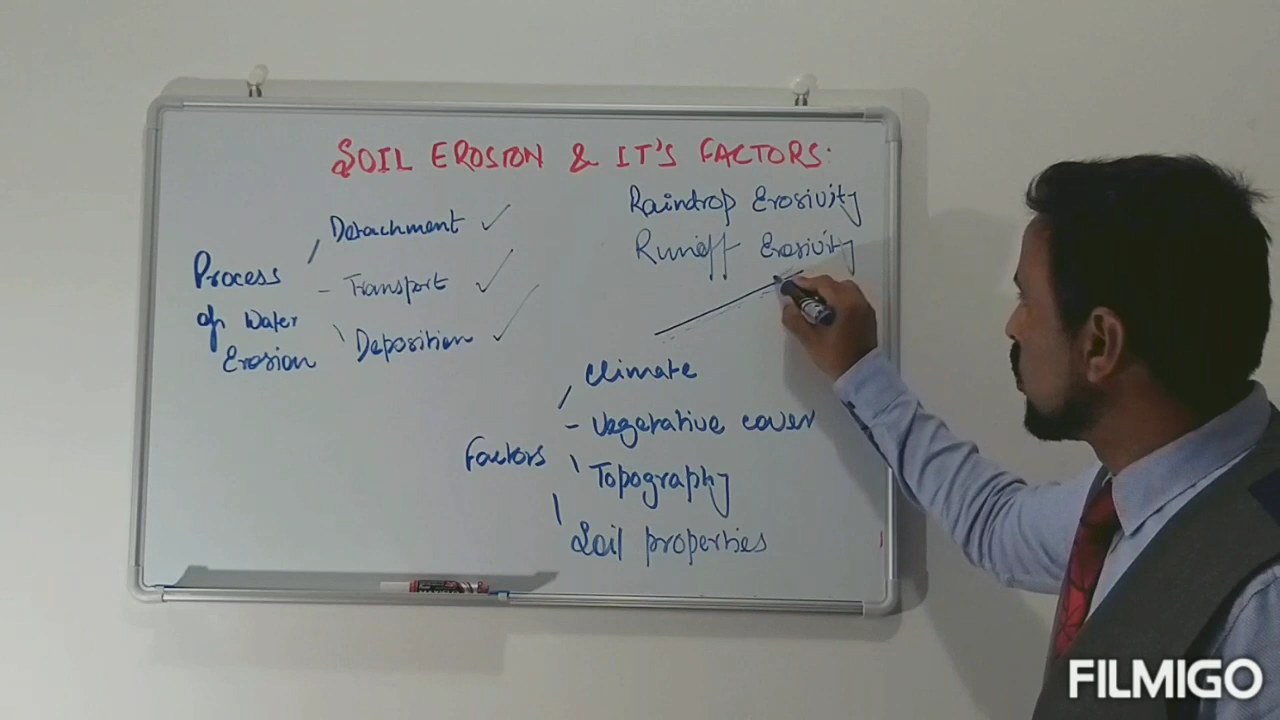 SOIL EROSION & IT'S FACTORS:
Raindrop Erosivity
Runoff Erosivity
Process
of Water
Erosion
Detachment ✓
- Transport ✓
Deposition ✓
Factors
Climate
- Vegetative cover
Topography
Soil properties
FILMIGO